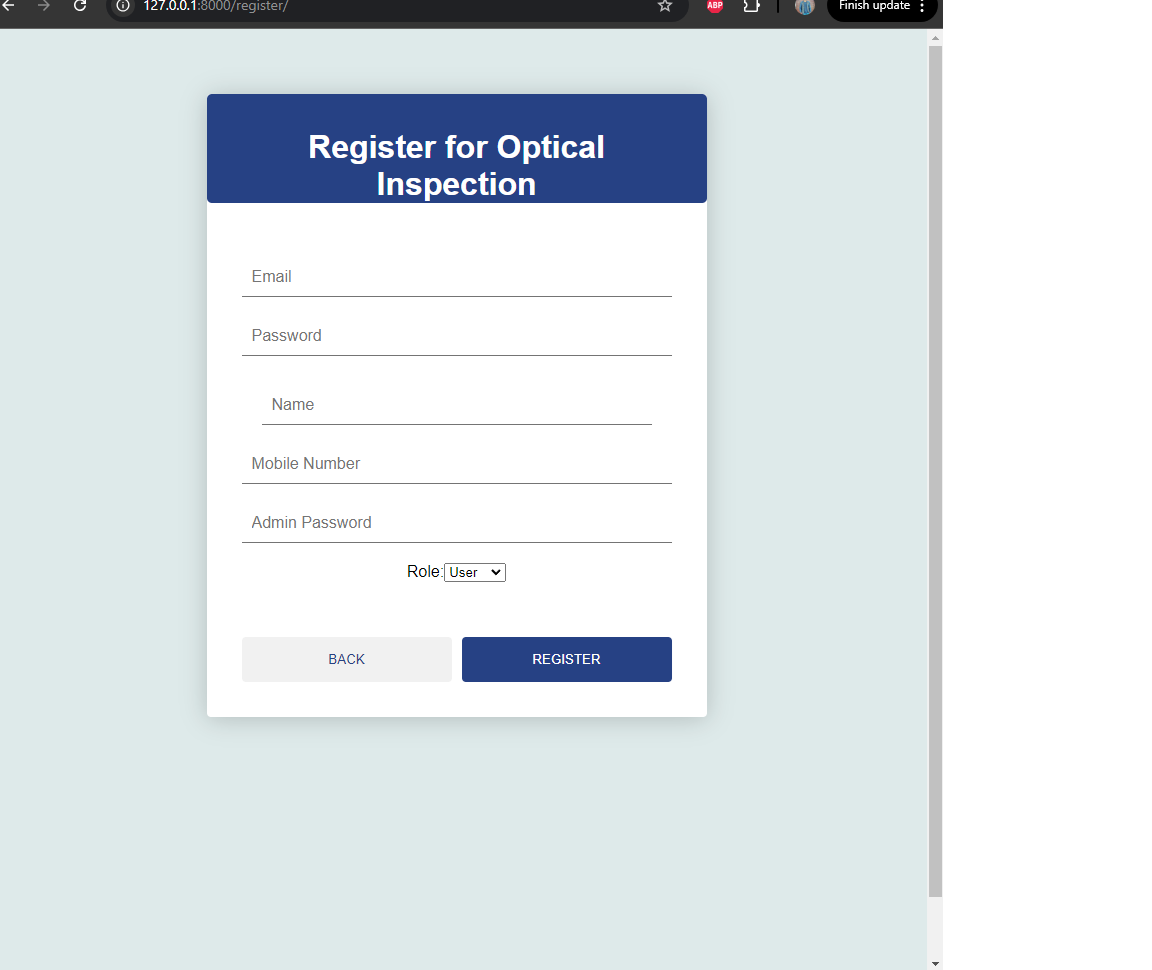 127.0.0.1:8000/register/
ABP
Finish update
Register for Optical
Inspection
Email
Password
Name
Mobile Number
Admin Password
Role: User
BACK
REGISTER